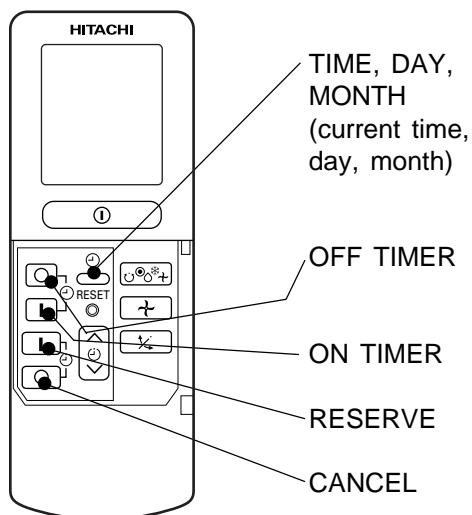 HITACHI
TIME, DAY,
MONTH
(current time,
day, month)
OFF TIMER
RESET
ON TIMER
RESERVE
CANCEL